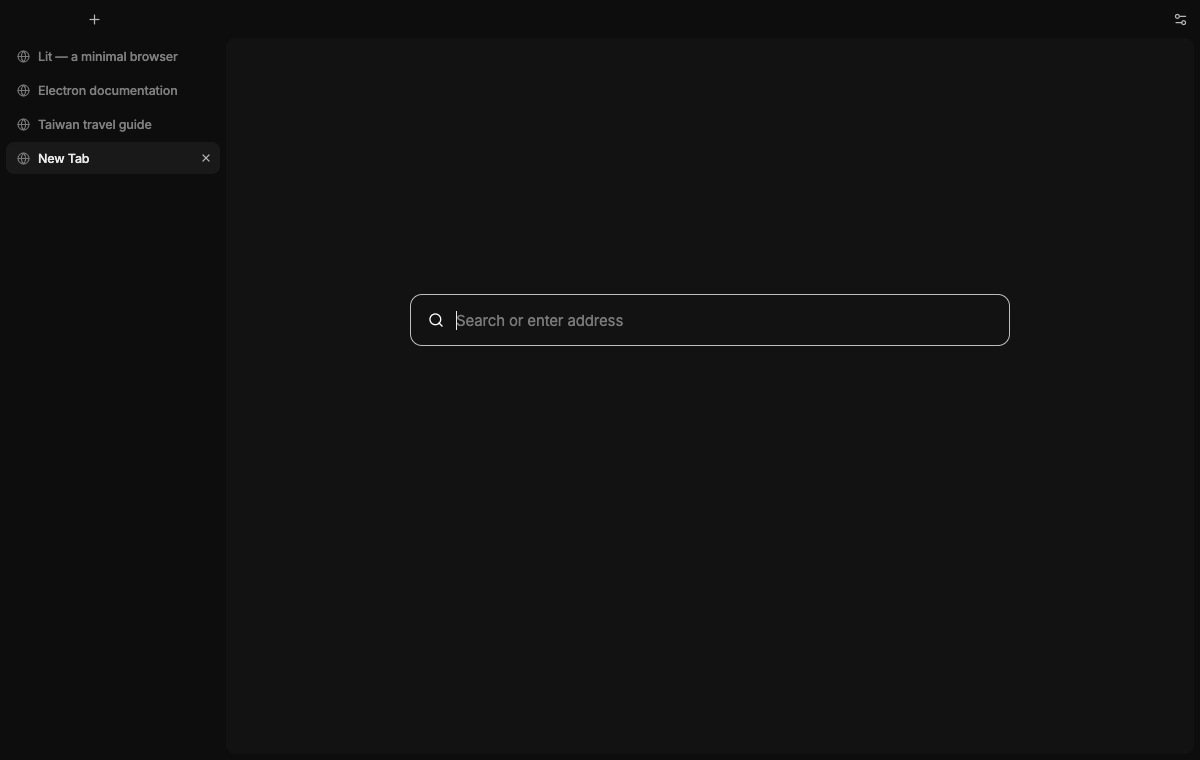 Lit — a minimal browser
Electron documentation
Taiwan travel guide
New Tab
Search or enter address